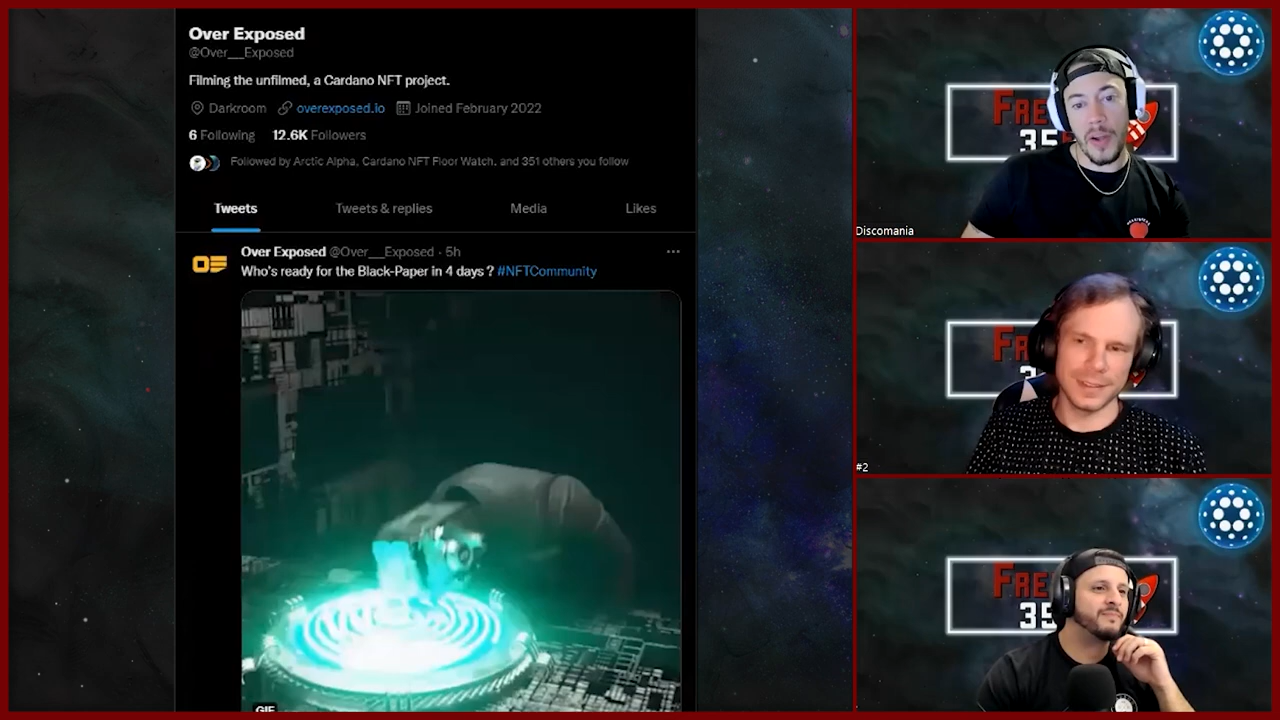 Over Exposed
@Over__Exposed
Filming the unfilmed, a Cardano NFT project.
Darkroom overexposed.io Joined February 2022
6 Following 12.6K Followers
Followed by Arctic Alpha, Cardano NFT Floor Watch, and 351 others you follow
Tweets Tweets & replies Media Likes
Over Exposed @Over__Exposed · 5h
Who's ready for the Black-Paper in 4 days ? #NFTCommunity
OE
GIF
Discomania
#2